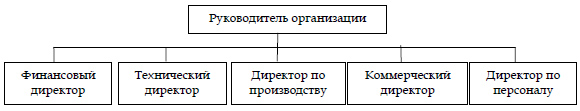 Руководитель организации
Финансовый
директор
Технический
директор
Директор по
производству
Коммерческий
директор
Директор по
персоналу